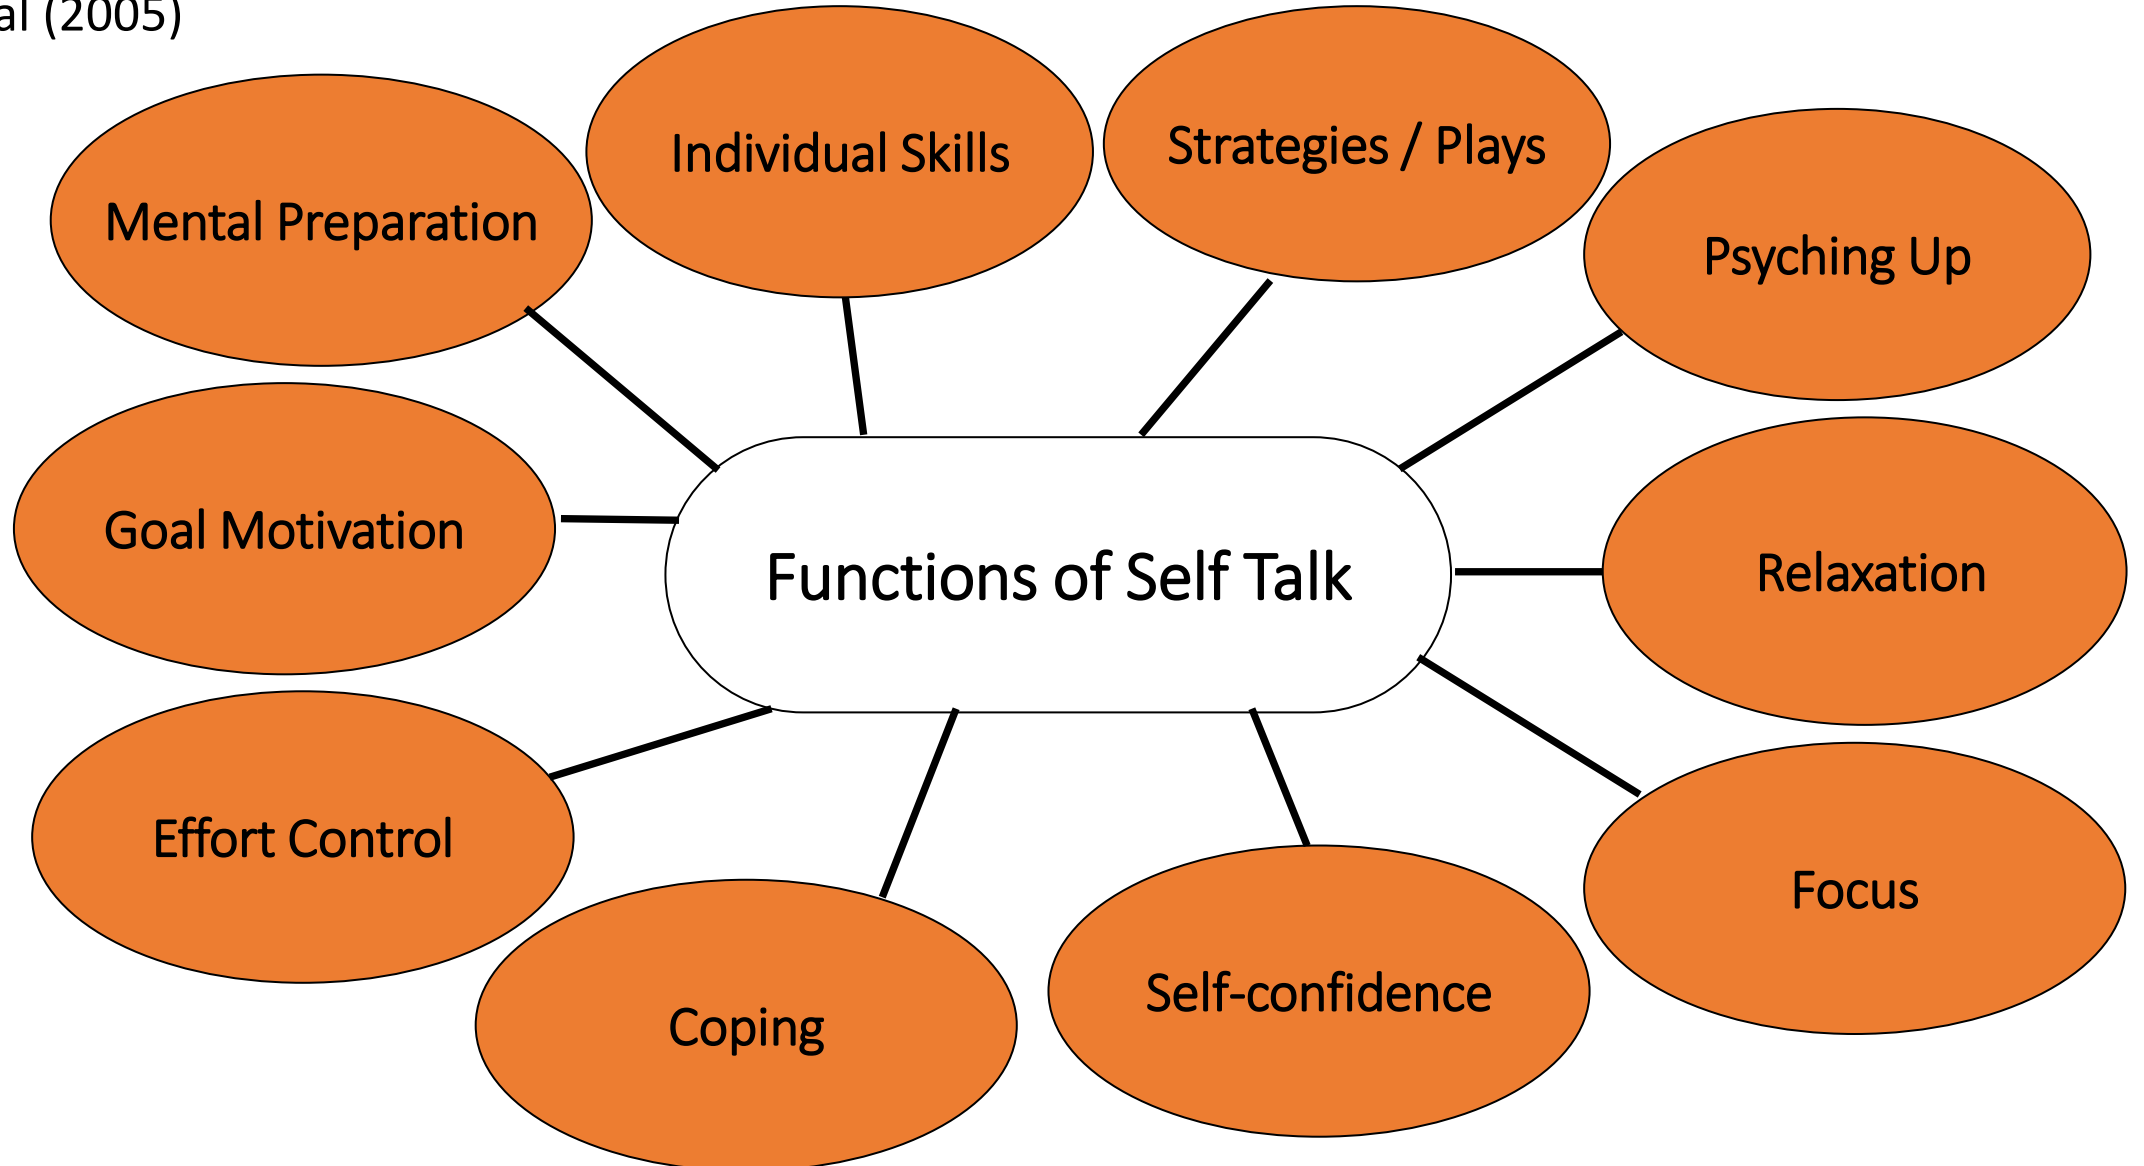 al (2005)
Individual Skills
Strategies / Plays
Mental Preparation
Psyching Up
Goal Motivation
Functions of Self Talk
Relaxation
Effort Control
Focus
Self-confidence
Coping